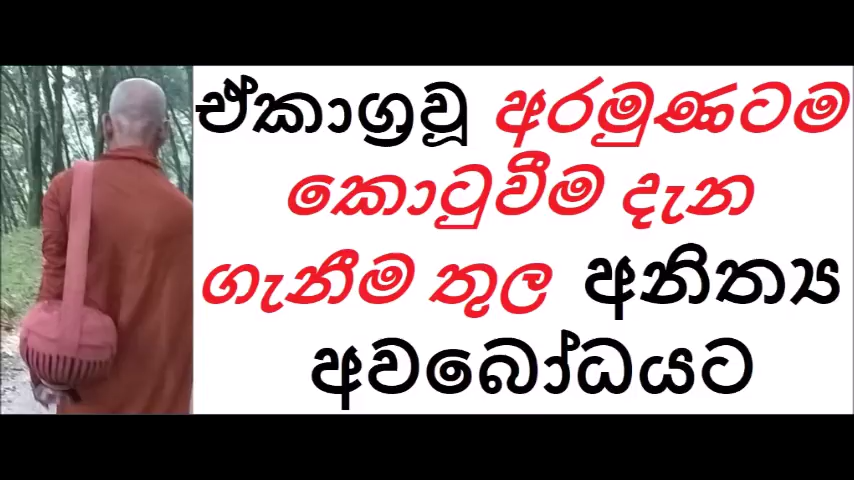 ඒකාග්‍රවූ අරමුණටම
කොටුවීම දැන
ගැනීම තුල අනිත්‍ය
අවබෝධයට